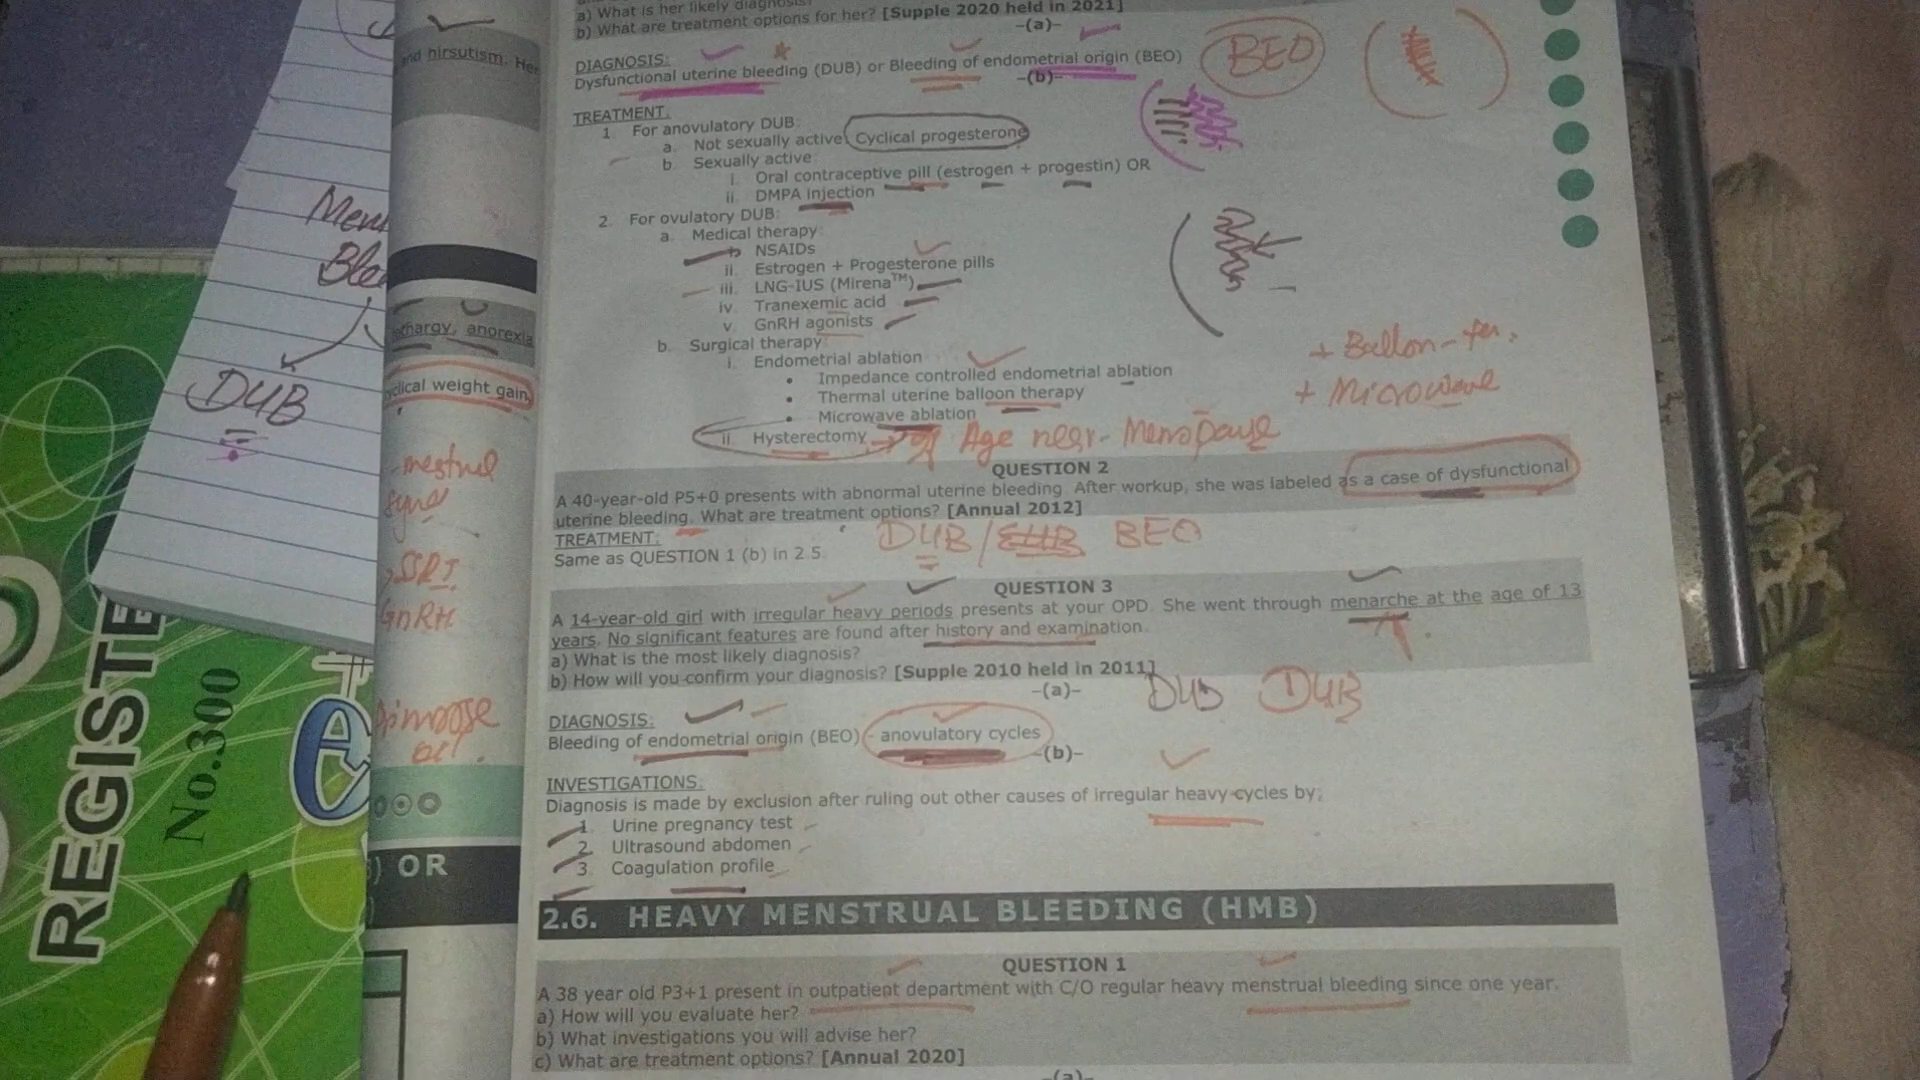 a) What is her likely diagnosis?
b) What are treatment options for her? [Supple 2020 held in 2021]
-(a)-
DIAGNOSIS:
Dysfunctional uterine bleeding (DUB) or Bleeding of endometrial origin (BEO)
BEO
-(b)-
TREATMENT:
1. For anovulatory DUB:
a. Not sexually active: Cyclical progesterone
b. Sexually active
i. Oral contraceptive pill (estrogen + progestin) OR
ii. DMPA injection
2. For ovulatory DUB:
a. Medical therapy:
i. NSAIDs
ii. Estrogen + Progesterone pills
iii. LNG-IUS (Mirena™)
iv. Tranexemic acid
v. GnRH agonists
b. Surgical therapy:
i. Endometrial ablation
• Impedance controlled endometrial ablation
• Thermal uterine balloon therapy
• Microwave ablation
+ Ballon-
+ Microwave
ii. Hysterectomy → Age near-Menopause
QUESTION 2
A 40-year-old P5+0 presents with abnormal uterine bleeding. After workup, she was labeled as a case of dysfunctional
uterine bleeding. What are treatment options? [Annual 2012]
TREATMENT:
DUB/ BEO
Same as QUESTION 1 (b) in 2.5
QUESTION 3
A 14-year-old girl with irregular heavy periods presents at your OPD. She went through menarche at the age of 13
years. No significant features are found after history and examination.
a) What is the most likely diagnosis?
b) How will you confirm your diagnosis? [Supple 2010 held in 2011]
-(a)-
DUB DUB
DIAGNOSIS:
Bleeding of endometrial origin (BEO) - anovulatory cycles
-(b)-
INVESTIGATIONS:
Diagnosis is made by exclusion after ruling out other causes of irregular heavy cycles by;
1. Urine pregnancy test
2. Ultrasound abdomen
3. Coagulation profile
2.6. HEAVY MENSTRUAL BLEEDING (HMB)
QUESTION 1
A 38 year old P3+1 present in outpatient department with C/O regular heavy menstrual bleeding since one year.
a) How will you evaluate her?
b) What investigations you will advise her?
c) What are treatment options? [Annual 2020]
-(a)-
and hirsutism. Her
lethargy, anorexia
cyclical weight gain,
SSRI
GnRH
oil.
) OR
Men
Blee
DUB
REGISTE
No.300
e